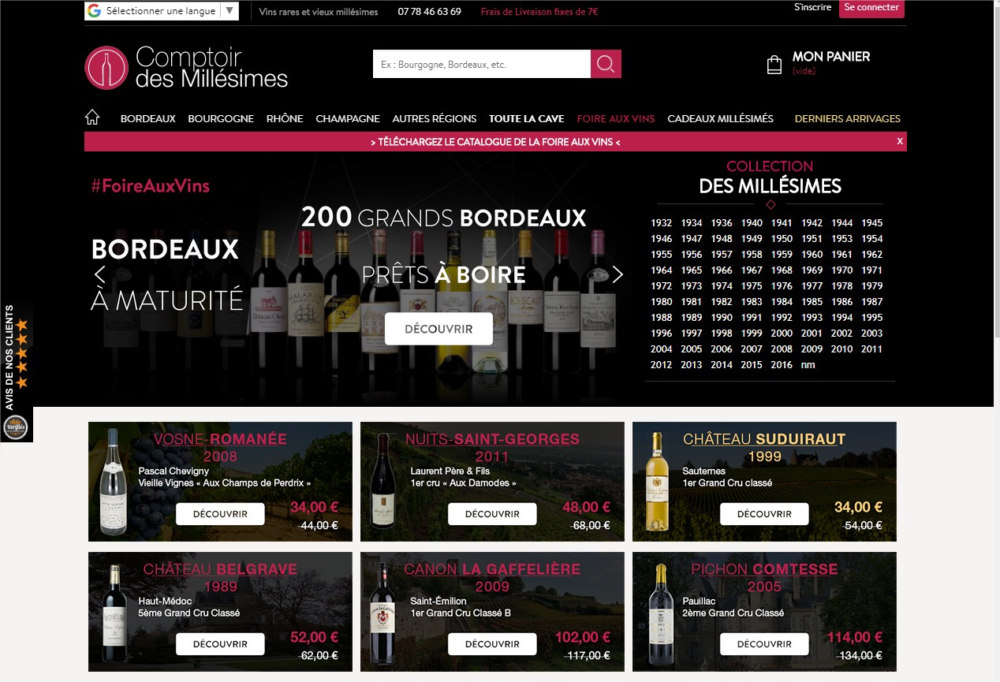 Sélectionner une langue ▼
Vins rares et vieux millésimes
07 78 46 63 69
Frais de Livraison fixes de 7€
S'inscrire
Se connecter
Comptoir
des Millésimes
Ex : Bourgogne, Bordeaux, etc.
MON PANIER
(vide)
BORDEAUX BOURGOGNE RHÔNE CHAMPAGNE AUTRES RÉGIONS TOUTE LA CAVE FOIRE AUX VINS CADEAUX MILLÉSIMÉS DERNIERS ARRIVAGES
> TÉLÉCHARGEZ LE CATALOGUE DE LA FOIRE AUX VINS < X
#FoireAuxVins
BORDEAUX
À MATURITÉ
200 GRANDS BORDEAUX
PRÊTS À BOIRE
DÉCOUVRIR
BOUSCAUT
COLLECTION
DES MILLÉSIMES
1932 1934 1936 1940 1941 1942 1944 1945
1946 1947 1948 1949 1950 1951 1953 1954
1955 1956 1957 1958 1959 1960 1961 1962
1964 1965 1966 1967 1968 1969 1970 1971
1972 1973 1974 1975 1976 1977 1978 1979
1980 1981 1982 1983 1984 1985 1986 1987
1988 1989 1990 1991 1992 1993 1994 1995
1996 1997 1998 1999 2000 2001 2002 2003
2004 2005 2006 2007 2008 2009 2010 2011
2012 2013 2014 2015 2016 nm
AVIS DE NOS CLIENTS
Avis
Vérifiés
VOSNE-ROMANÉE
2008
Pascal Chevigny
Vieille Vignes « Aux Champs de Perdrix »
DÉCOUVRIR
34,00 €
44,00 €
NUITS-SAINT-GEORGES
2011
Laurent Père & Fils
1er cru « Aux Damodes »
DÉCOUVRIR
48,00 €
68,00 €
CHÂTEAU SUDUIRAUT
1999
Sauternes
1er Grand Cru classé
DÉCOUVRIR
34,00 €
54,00 €
CHÂTEAU BELGRAVE
1989
Haut-Médoc
5ème Grand Cru Classé
DÉCOUVRIR
52,00 €
62,00 €
CANON LA GAFFELIÈRE
2009
Saint-Émilion
1er Grand Cru Classé B
DÉCOUVRIR
102,00 €
117,00 €
PICHON COMTESSE
2005
Pauillac
2ème Grand Cru Classé
DÉCOUVRIR
114,00 €
134,00 €